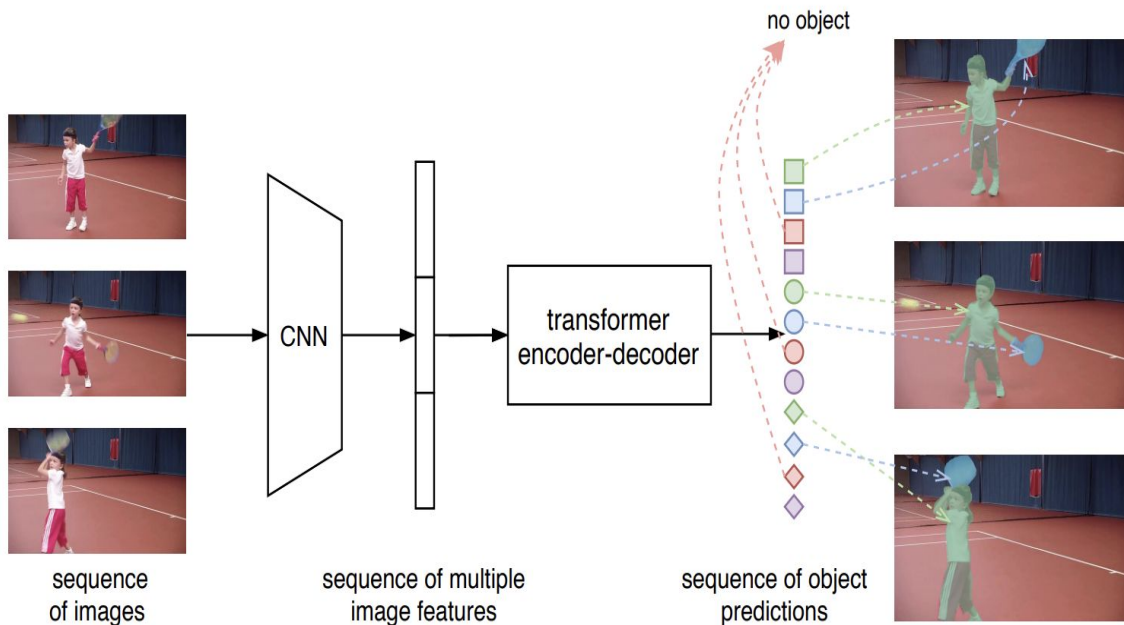 no object
CNN
transformer
encoder-decoder
sequence
of images
sequence of multiple
image features
sequence of object
predictions